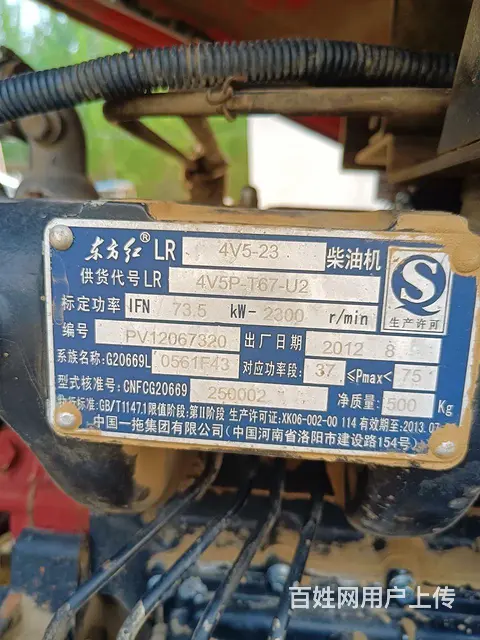 东方红® LR 4V5-23 柴油机
供货代号LR 4V5P-T67-U2
标定功率 IFN 73.5 kW- 2300 r/min
生产许可
编号 PV12067320 出厂日期 2012 8
系族名称:G20669L 0561F43 对应功率段: 37 <Pmax< 75
型式核准号:CNFCG20669 250002 净质量: 500 Kg
标准:GB/T1147.1 限值阶段:第II阶段 生产许可证:XK06-002-00 114 有效期至:2013.07
中国一拖集团有限公司(中国河南省洛阳市建设路154号)
百姓网用户上传